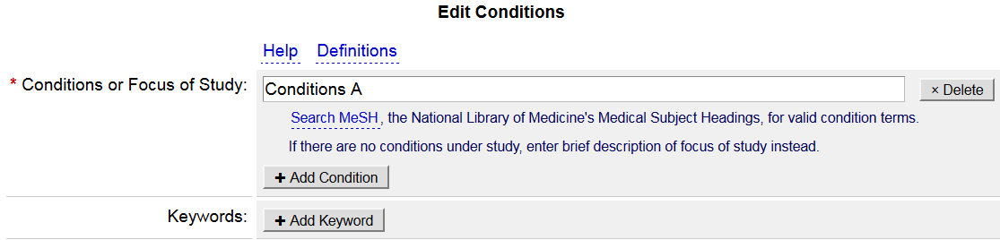 Edit Conditions
Help Definitions
* Conditions or Focus of Study:
Conditions A
× Delete
Search MeSH, the National Library of Medicine's Medical Subject Headings, for valid condition terms.
If there are no conditions under study, enter brief description of focus of study instead.
+ Add Condition
Keywords:
+ Add Keyword